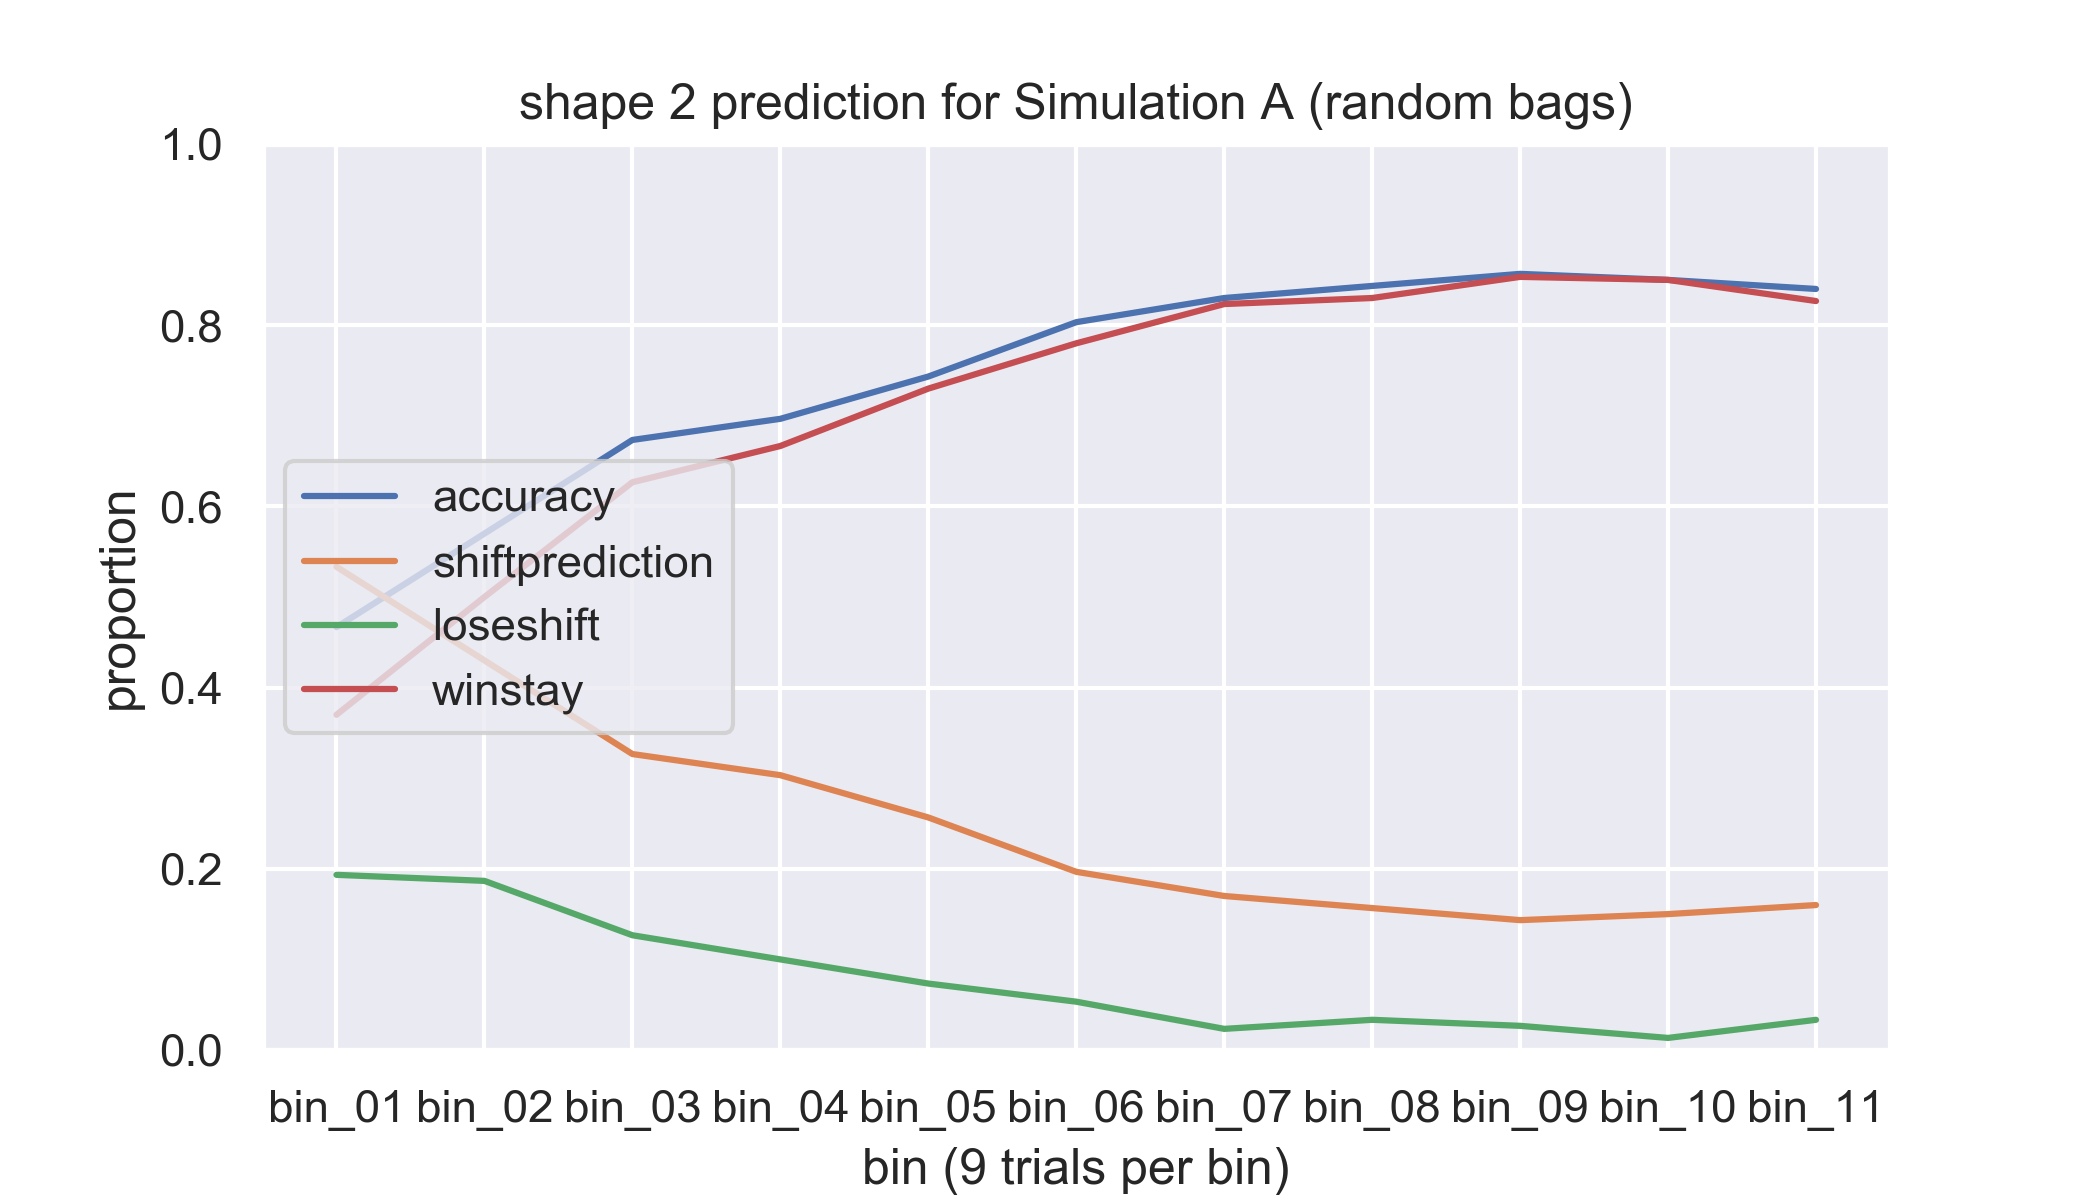 shape 2 prediction for Simulation A (random bags)
1.0
0.8
0.6
0.4
0.2
0.0
proportion
accuracy
shiftprediction
loseshift
winstay
bin_01 bin_02 bin_03 bin_04 bin_05 bin_06 bin_07 bin_08 bin_09 bin_10 bin_11
bin (9 trials per bin)